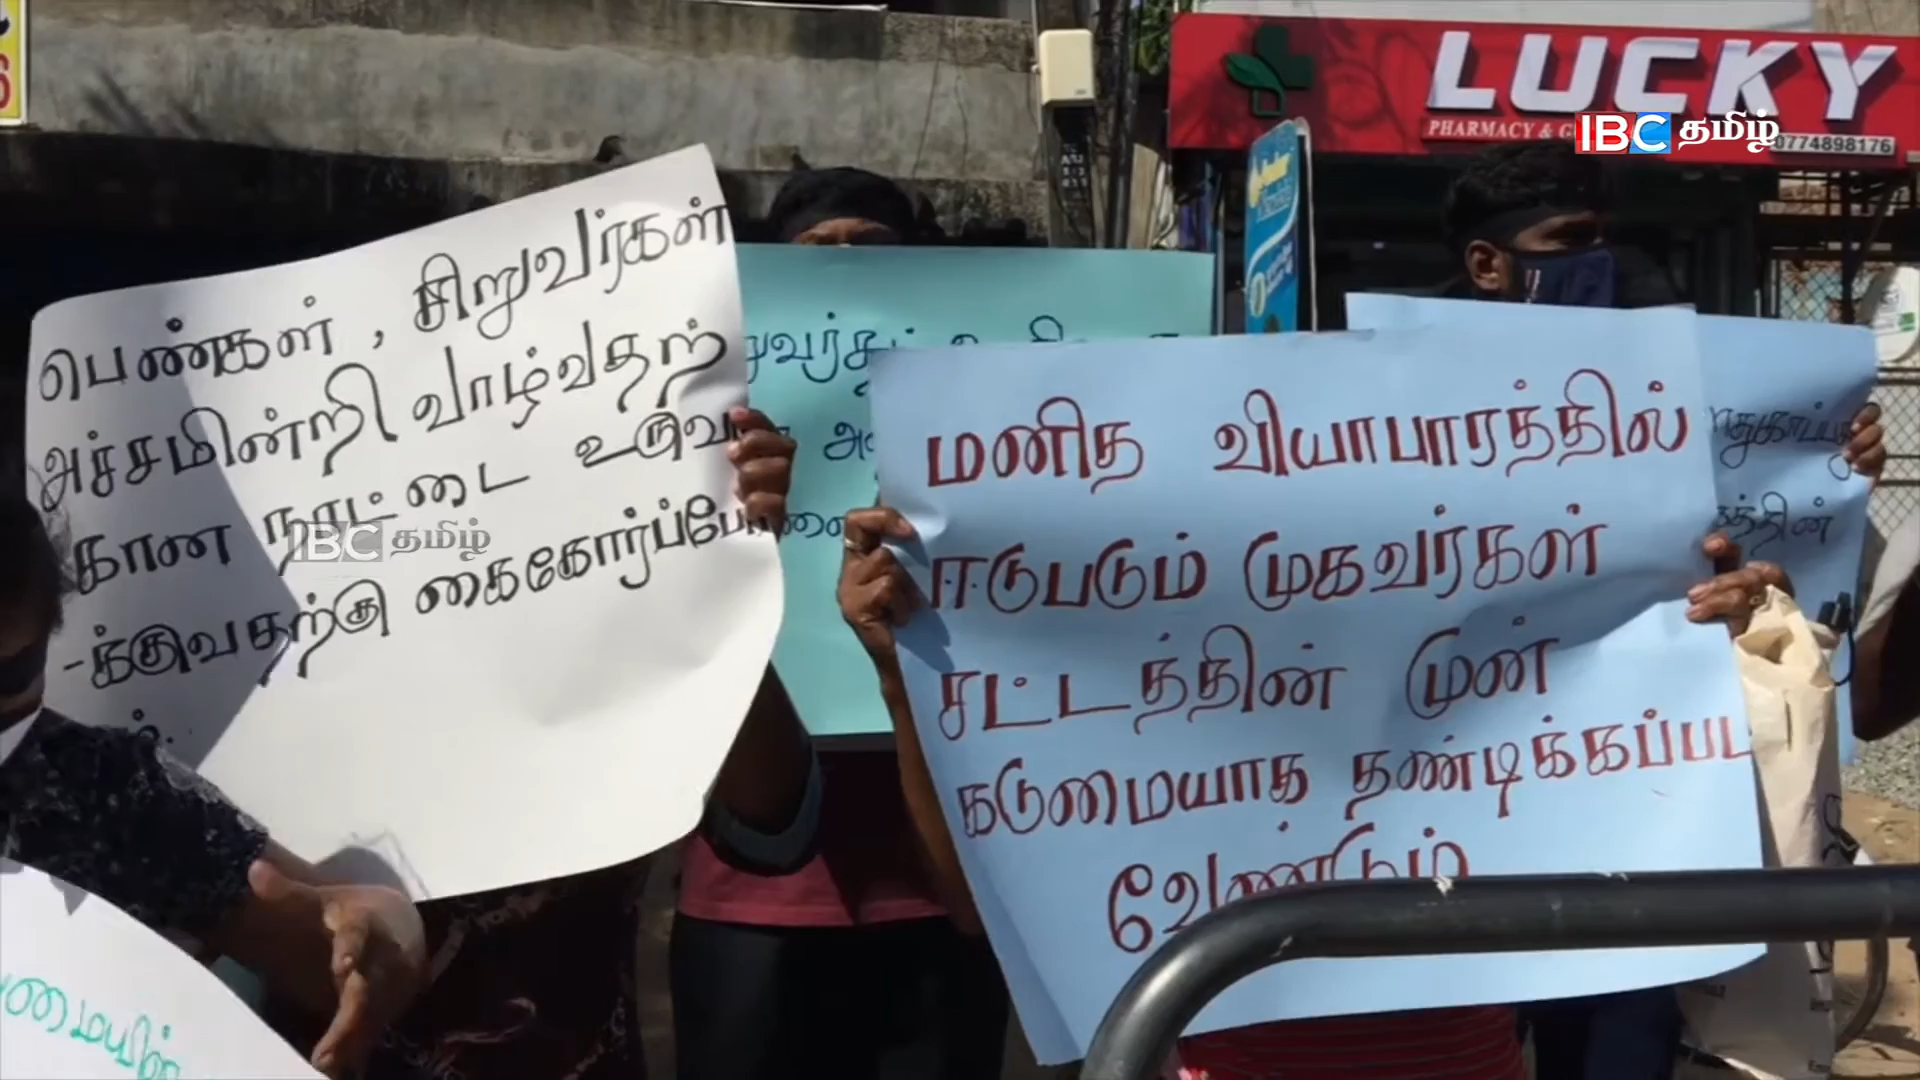 LUCKY
PHARMACY & G
0774898176
IBC தமிழ்
பெண்கள் , சிறுவர்கள்
அச்சமின்றி வாழ்வதற்
கான நாட்டை உருவ
-க்குவதற்கு கைகோர்ப்போ
IBC தமிழ்
மனித வியாபாரத்தில்
ஈடுபடும் முகவர்கள்
சட்டத்தின் முன்
கடுமையாக தண்டிக்கப்பட
வேண்டும்